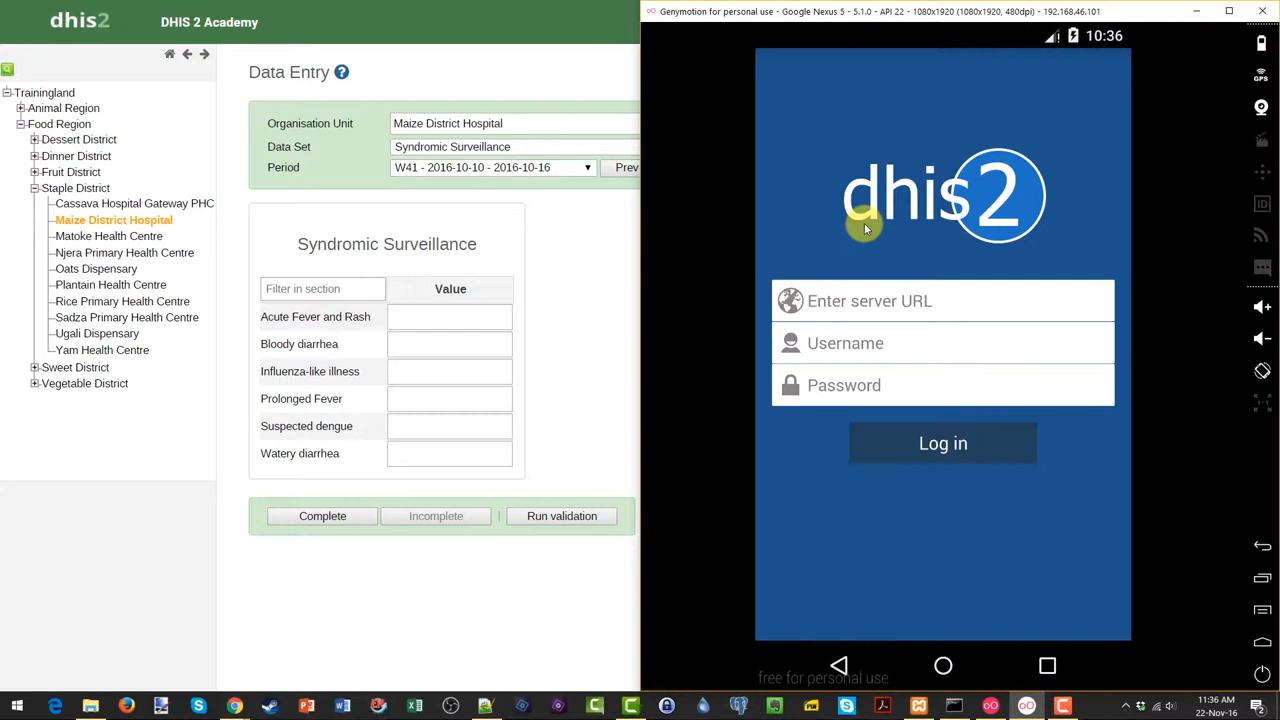 dhis2
DHIS 2 Academy
Trainingland
Animal Region
Food Region
Dessert District
Dinner District
Fruit District
Staple District
Cassava Hospital Gateway PHC
Maize District Hospital
Matoke Health Centre
Njera Primary Health Centre
Oats Dispensary
Plantain Health Centre
Rice Primary Health Centre
Sadza Primary Health Centre
Ugali Dispensary
Yam Health Centre
Sweet District
Vegetable District
Data Entry ?
Organisation Unit Maize District Hospital
Data Set Syndromic Surveillance
Period W41 - 2016-10-10 - 2016-10-16 Prev
Syndromic Surveillance
Filter in section Value
Acute Fever and Rash
Bloody diarrhea
Influenza-like illness
Prolonged Fever
Suspected dengue
Watery diarrhea
Complete Incomplete Run validation
Genymotion for personal use - Google Nexus 5 - 5.1.0 - API 22 - 1080x1920 (1080x1920, 480dpi) - 192.168.46.101
10:36
dhis2
Enter server URL
Username
Password
Log in
free for personal use
GPS
ID
11:36 AM
22-Nov-16
2